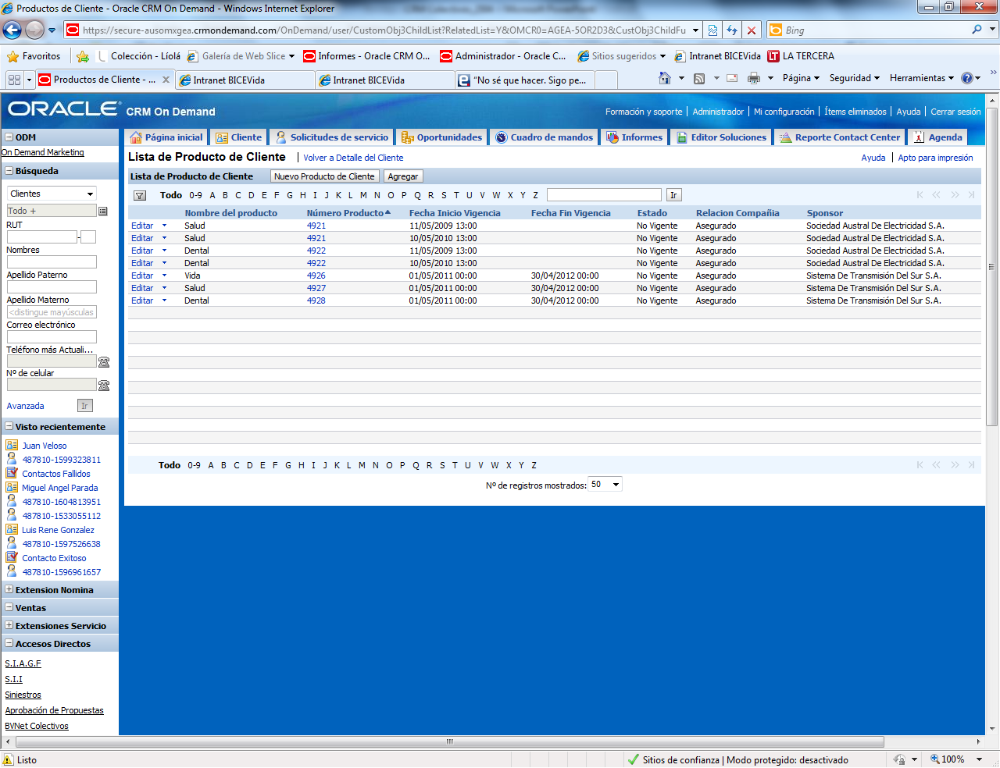 Productos de Cliente - Oracle CRM On Demand - Windows Internet Explorer
https://secure-ausomxgea.crmondemand.com/OnDemand/user/CustomObj3ChildList?RelatedList=Y&OMCR0=AGEA-5OR2D3&CustObj3ChildFu
Bing
Favoritos
Colección - Líolá
Galería de Web Slice
Informes - Oracle CRM O...
Administrador - Oracle C...
Sitios sugeridos
Intranet BICEVida
LA TERCERA
Productos de Cliente - ...
Intranet BICEVida
Intranet BICEVida
"No sé que hacer. Sigo pe...
Página
Seguridad
Herramientas
ORACLE CRM On Demand
Formación y soporte | Administrador | Mi configuración | Ítems eliminados | Ayuda | Cerrar sesión
Página inicial
Cliente
Solicitudes de servicio
Oportunidades
Cuadro de mandos
Informes
Editor Soluciones
Reporte Contact Center
Agenda
ODM
On Demand Marketing
Búsqueda
Clientes
Todo +
RUT
-
Nombres
Apellido Paterno
Apellido Materno
<distingue mayúsculas
Correo electrónico
Teléfono más Actuali...
Nº de celular
Avanzada
Ir
Visto recientemente
Juan Veloso
487810-1599323811
Contactos Fallidos
Miguel Angel Parada
487810-1604813951
487810-1533055112
Luis Rene Gonzalez
487810-1597526638
Contacto Exitoso
487810-1596961657
Extension Nomina
Ventas
Extensiones Servicio
Accesos Directos
S.I.A.G.F
S.I.I
Siniestros
Aprobación de Propuestas
BVNet Colectivos
Lista de Producto de Cliente | Volver a Detalle del Cliente
Ayuda | Apto para impresión
Lista de Producto de Cliente
Nuevo Producto de Cliente
Agregar
Todo 0-9 A B C D E F G H I J K L M N O P Q R S T U V W X Y Z
Ir
Nombre del producto Número Producto Fecha Inicio Vigencia Fecha Fin Vigencia Estado Relacion Compañia Sponsor
Editar Salud 4921 11/05/2009 13:00 No Vigente Asegurado Sociedad Austral De Electricidad S.A.
Editar Salud 4921 10/05/2010 13:00 No Vigente Asegurado Sociedad Austral De Electricidad S.A.
Editar Dental 4922 11/05/2009 13:00 No Vigente Asegurado Sociedad Austral De Electricidad S.A.
Editar Dental 4922 10/05/2010 13:00 No Vigente Asegurado Sociedad Austral De Electricidad S.A.
Editar Vida 4926 01/05/2011 00:00 30/04/2012 00:00 No Vigente Asegurado Sistema De Transmisión Del Sur S.A.
Editar Salud 4927 01/05/2011 00:00 30/04/2012 00:00 No Vigente Asegurado Sistema De Transmisión Del Sur S.A.
Editar Dental 4928 01/05/2011 00:00 30/04/2012 00:00 No Vigente Asegurado Sistema De Transmisión Del Sur S.A.
Todo 0-9 A B C D E F G H I J K L M N O P Q R S T U V W X Y Z
Nº de registros mostrados: 50
Listo
Sitios de confianza | Modo protegido: desactivado
100%